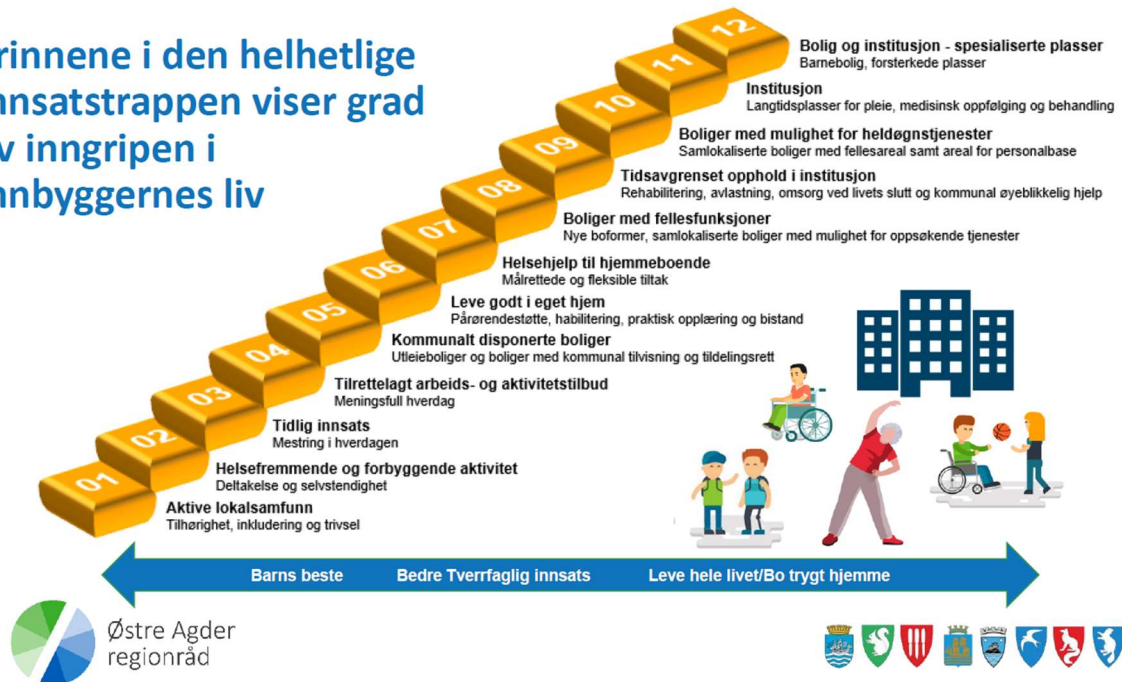 rinnene i den helhetlige
nnsatstrappen viser grad
v inngripen i
nnbyggernes liv
12
Bolig og institusjon - spesialiserte plasser
Barnebolig, forsterkede plasser
11
Institusjon
Langtidsplasser for pleie, medisinsk oppfølging og behandling
10
Boliger med mulighet for heldøgnstjenester
Samlokaliserte boliger med fellesareal samt areal for personalbase
09
Tidsavgrenset opphold i institusjon
Rehabilitering, avlastning, omsorg ved livets slutt og kommunal øyeblikkelig hjelp
08
Boliger med fellesfunksjoner
Nye boformer, samlokaliserte boliger med mulighet for oppsøkende tjenester
07
Helsehjelp til hjemmeboende
Målrettede og fleksible tiltak
06
Leve godt i eget hjem
Pårørendestøtte, habilitering, praktisk opplæring og bistand
05
Kommunalt disponerte boliger
Utleieboliger og boliger med kommunal tilvisning og tildelingsrett
04
Tilrettelagt arbeids- og aktivitetstilbud
Meningsfull hverdag
03
Tidlig innsats
Mestring i hverdagen
02
Helsefremmende og forbyggende aktivitet
Deltakelse og selvstendighet
01
Aktive lokalsamfunn
Tilhørighet, inkludering og trivsel
Barns beste
Bedre Tverrfaglig innsats
Leve hele livet/Bo trygt hjemme
Østre Agder
regionråd